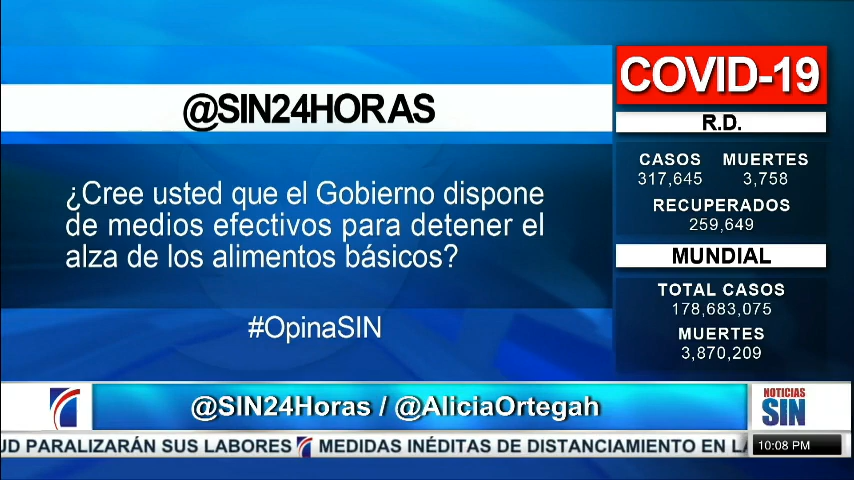 @SIN24HORAS
¿Cree usted que el Gobierno dispone
de medios efectivos para detener el
alza de los alimentos básicos?
#OpinaSIN
COVID-19
R.D.
CASOS MUERTES
317,645 3,758
RECUPERADOS
259,649
MUNDIAL
TOTAL CASOS
178,683,075
MUERTES
3,870,209
@SIN24Horas / @AliciaOrtegah
NOTICIAS
SIN
PARALIZARÁN SUS LABORES MEDIDAS INÉDITAS DE DISTANCIAMIENTO EN
10:08 PM